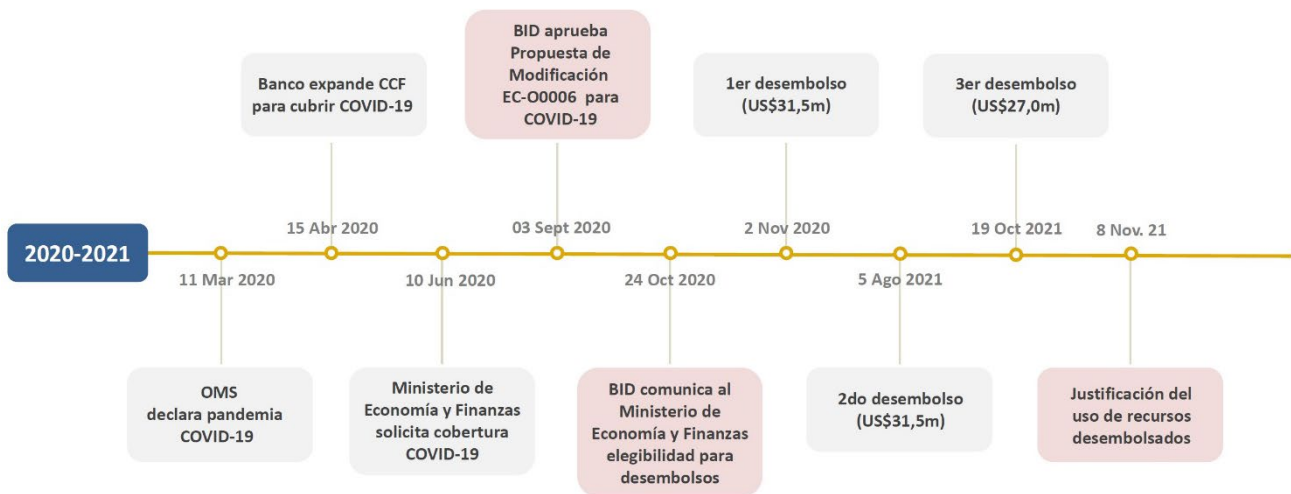 2020-2021
11 Mar 2020
OMS
declara pandemia
COVID-19
15 Abr 2020
Banco expande CCF
para cubrir COVID-19
10 Jun 2020
Ministerio de
Economía y Finanzas
solicita cobertura
COVID-19
03 Sept 2020
BID aprueba
Propuesta de
Modificación
EC-O0006 para
COVID-19
24 Oct 2020
BID comunica al
Ministerio de
Economía y Finanzas
elegibilidad para
desembolsos
2 Nov 2020
1er desembolso
(US$31,5m)
5 Ago 2021
2do desembolso
(US$31,5m)
19 Oct 2021
3er desembolso
(US$27,0m)
8 Nov. 21
Justificación del
uso de recursos
desembolsados